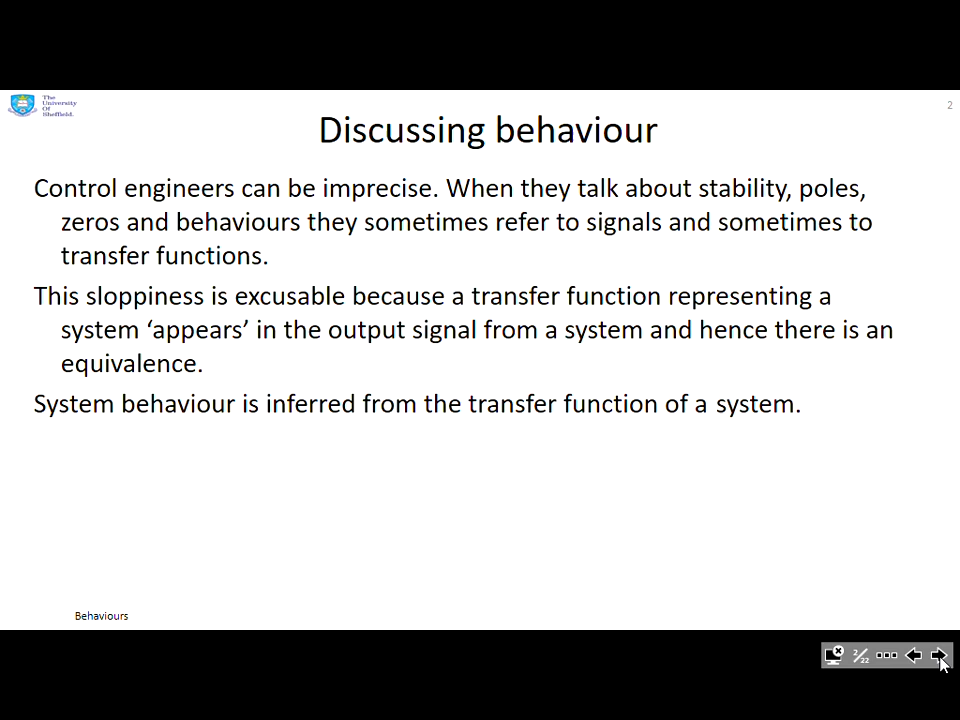 The
University
Of
Sheffield.
2
Discussing behaviour
Control engineers can be imprecise. When they talk about stability, poles,
zeros and behaviours they sometimes refer to signals and sometimes to
transfer functions.
This sloppiness is excusable because a transfer function representing a
system ‘appears’ in the output signal from a system and hence there is an
equivalence.
System behaviour is inferred from the transfer function of a system.
Behaviours
2/22